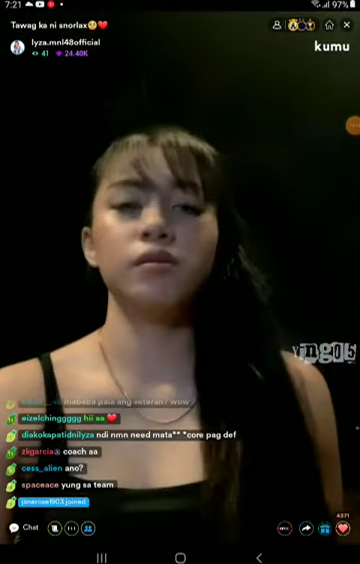 7:21
97%
Tawag ka ni snorlax🥺❤️
lyza.mnl48official
41 24.40K
kumu
mababa pala ang veteran? wow
eizelchinggggg hii aa ❤️
diakokapatidnilyza ndi nmn need mata** *core pag def
zkgarcia coach aa
cess_alien ano?
spaceace yung sa team
janerose1903 joined
4371
Chat